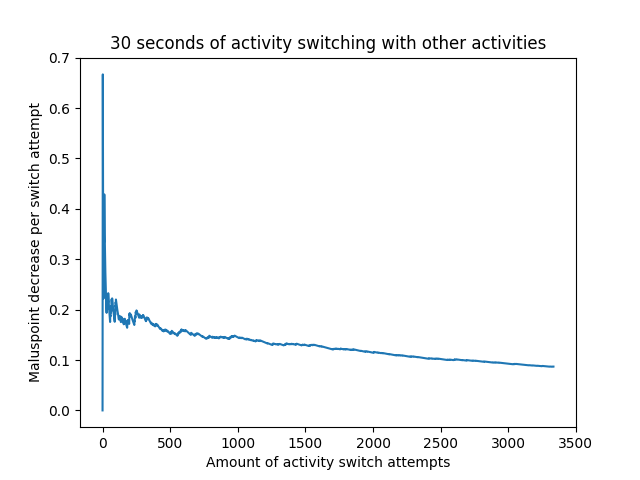 30 seconds of activity switching with other activities
Maluspoint decrease per switch attempt
0.7
0.6
0.5
0.4
0.3
0.2
0.1
0.0
0 500 1000 1500 2000 2500 3000 3500
Amount of activity switch attempts